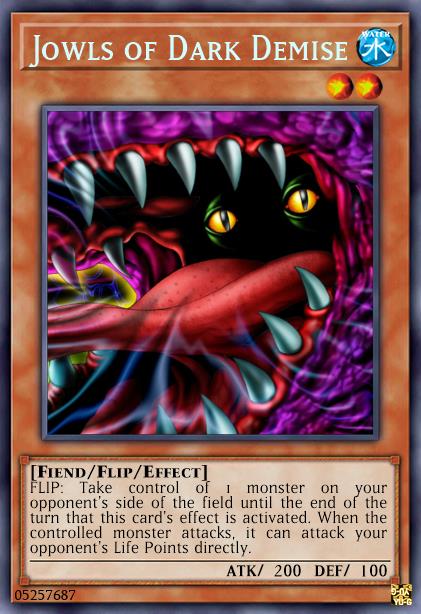 Jowls of Dark Demise
WATER
水
[Fiend/Flip/Effect]
FLIP: Take control of 1 monster on your
opponent's side of the field until the end of the
turn that this card's effect is activated. When the
controlled monster attacks, it can attack your
opponent's Life Points directly.
ATK/ 200 DEF/ 100
05257687